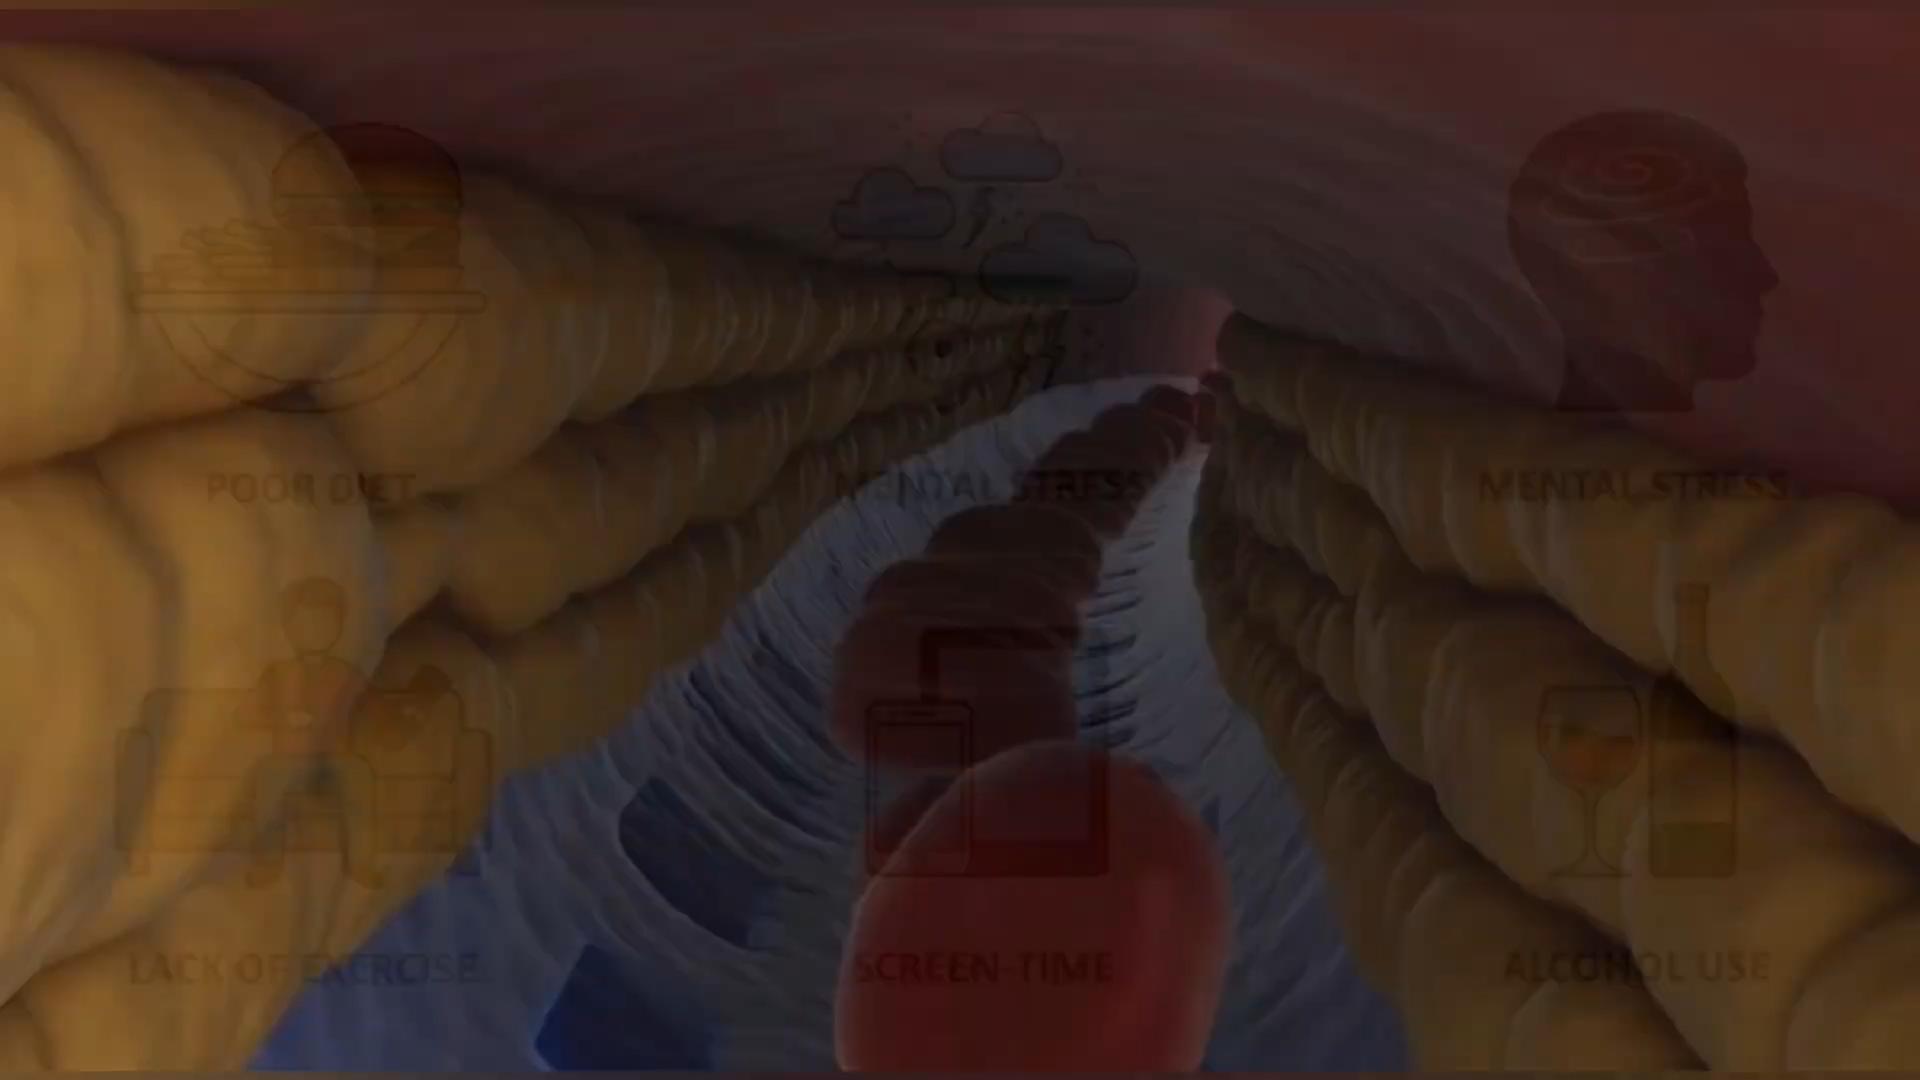 POOR DIET
MENTAL STRESS
MENTAL STRESS
LACK OF EXERCISE
SCREEN-TIME
ALCOHOL USE